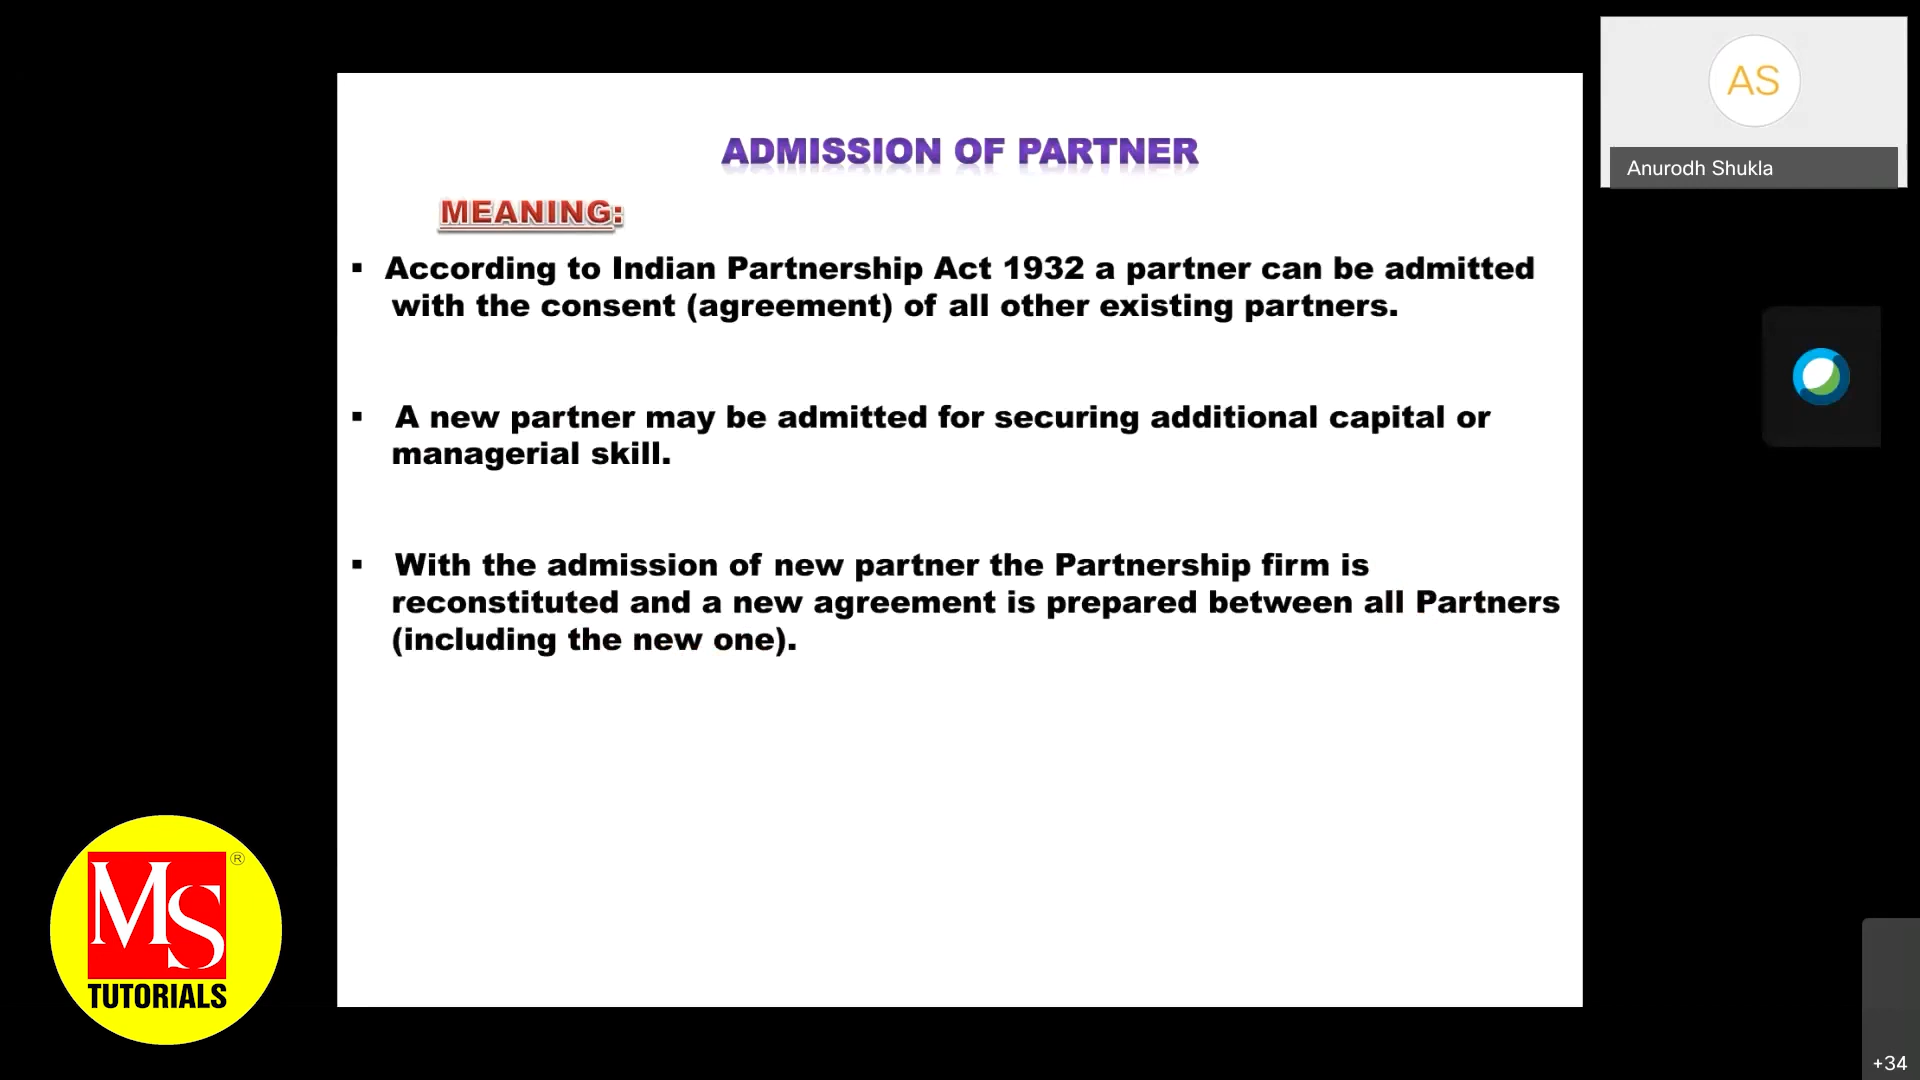 ADMISSION OF PARTNER
MEANING:
▪ According to Indian Partnership Act 1932 a partner can be admitted
with the consent (agreement) of all other existing partners.
▪ A new partner may be admitted for securing additional capital or
managerial skill.
▪ With the admission of new partner the Partnership firm is
reconstituted and a new agreement is prepared between all Partners
(including the new one).
AS
Anurodh Shukla
MS
®
TUTORIALS
+34